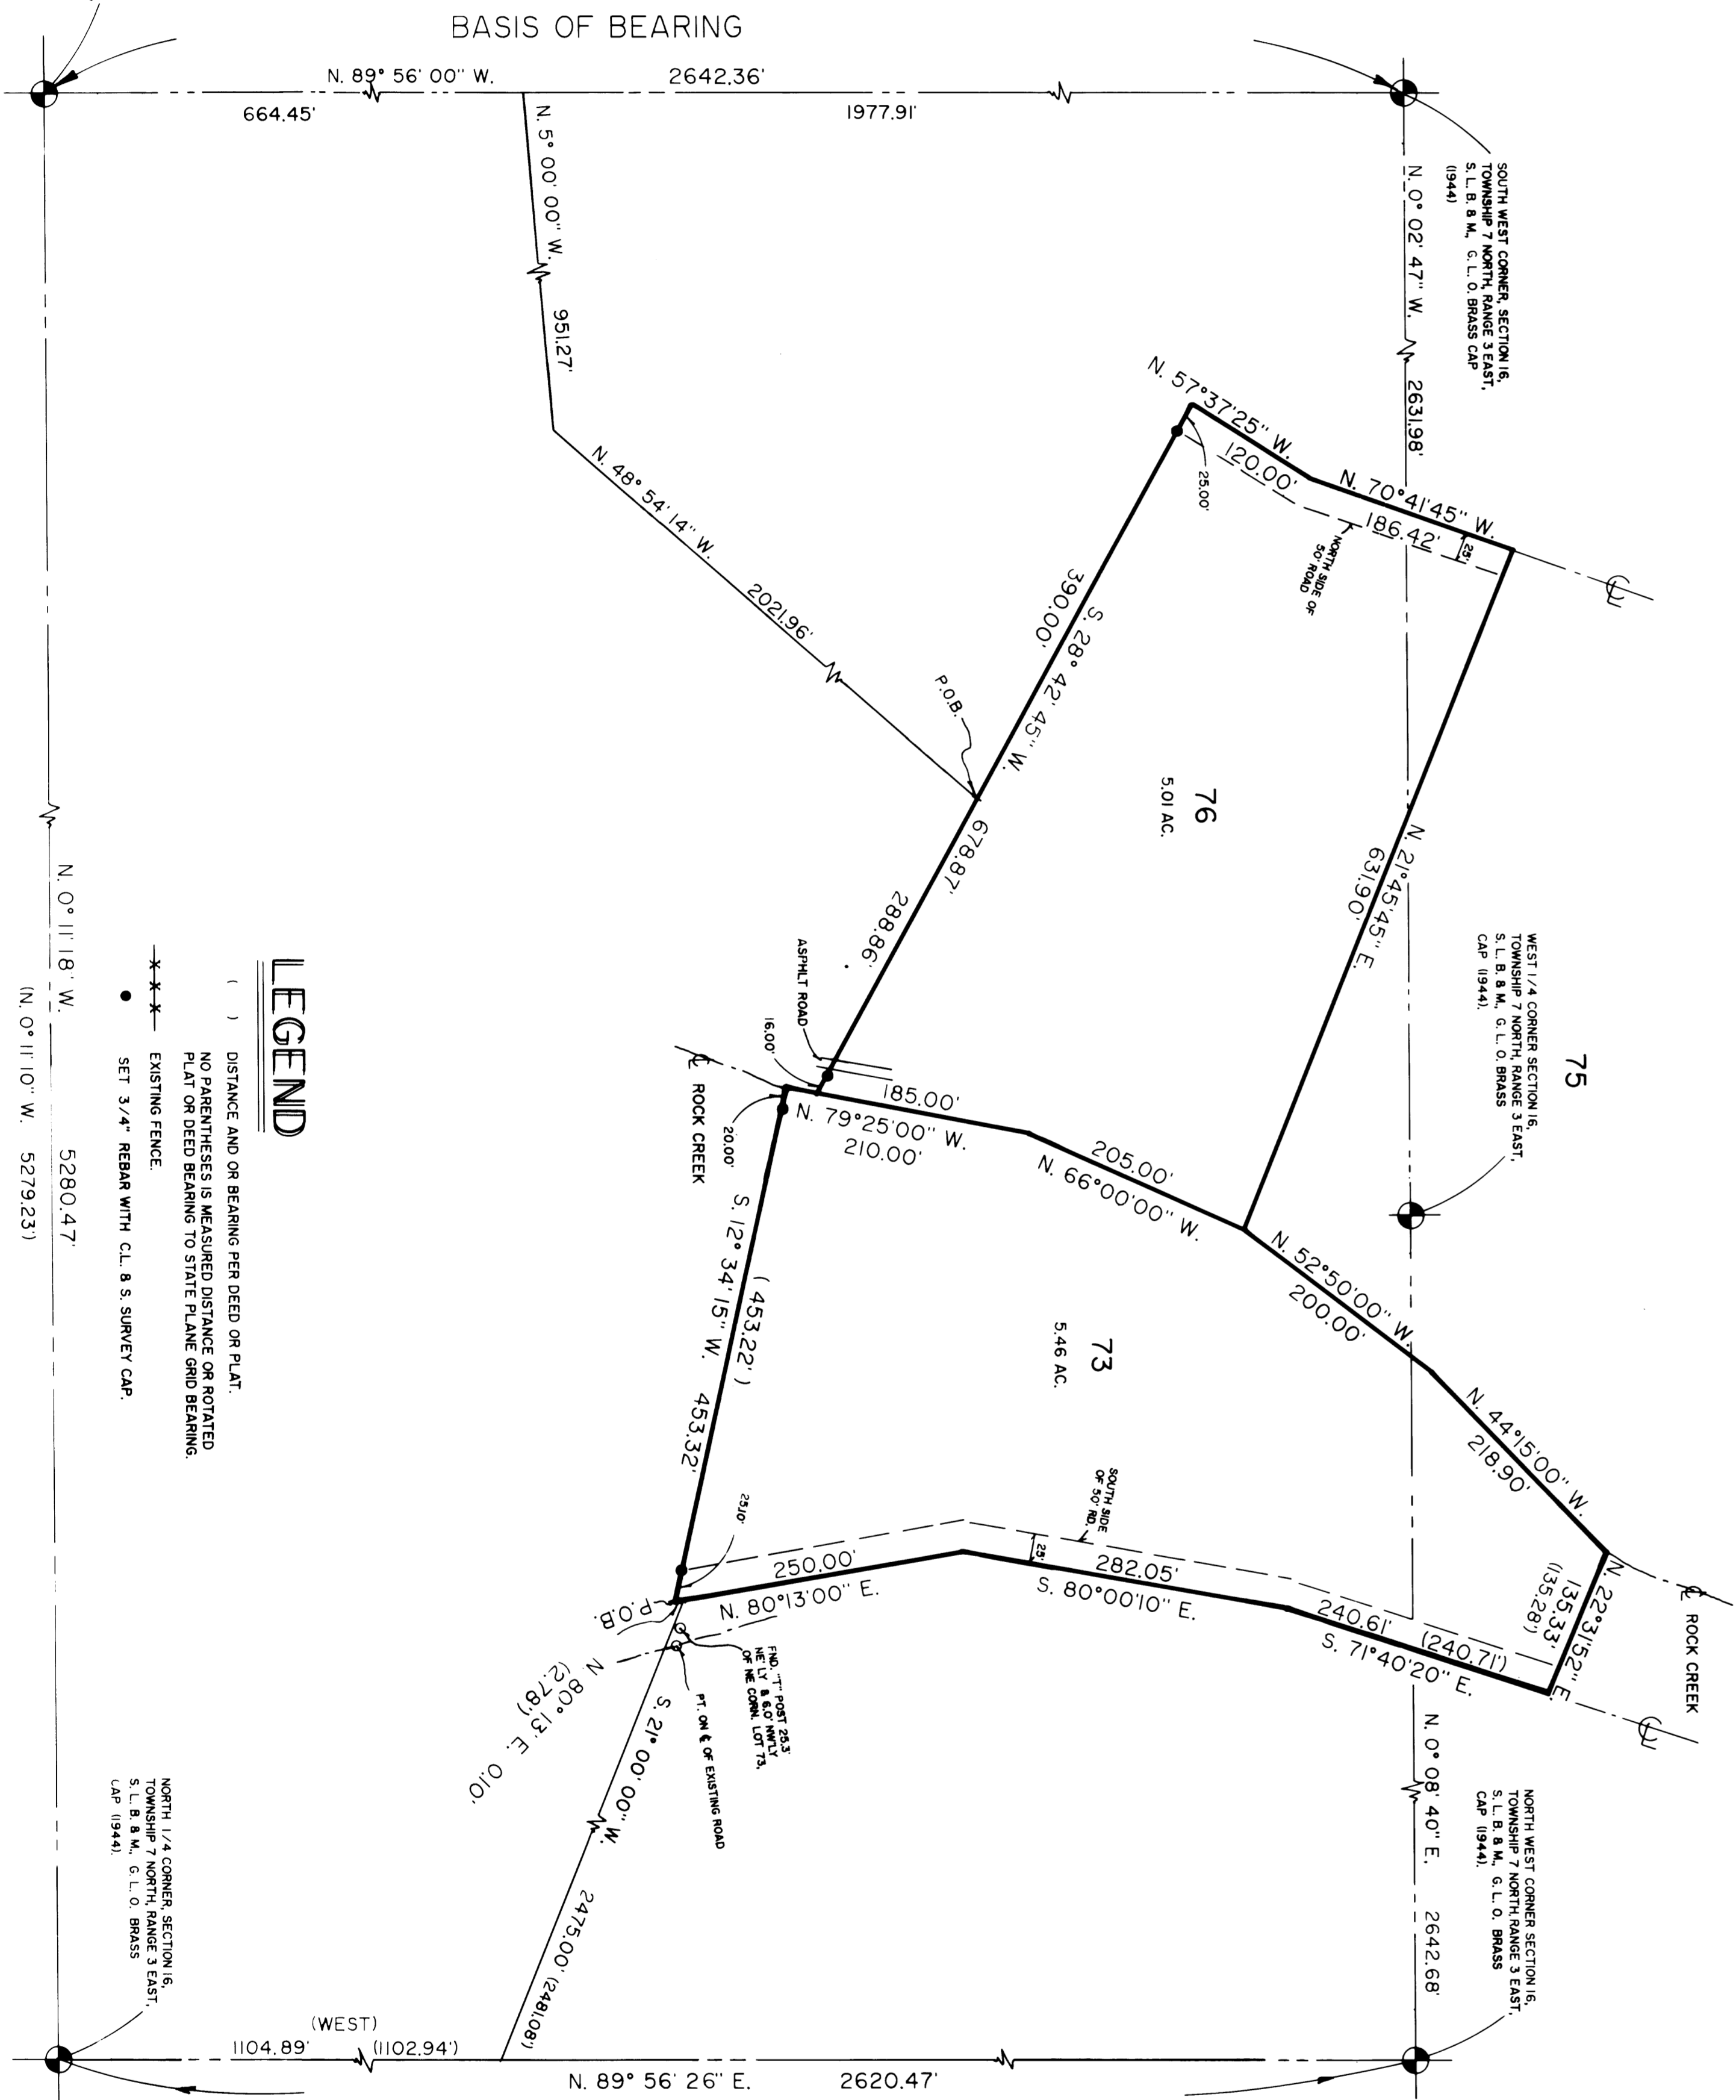 BASIS OF BEARING
N. 89° 56' 00" W. 2642.36'
664.45'
1977.91'
SOUTH WEST CORNER, SECTION 16,
TOWNSHIP 7 NORTH, RANGE 3 EAST,
S. L. B. & M., G. L. O. BRASS CAP
(1944)
N. 0° 02' 47" W. 2631.98'
N. 5° 00' 00" W. 951.27'
N. 48° 54' 14" W. 2021.96'
N. 57°37'25" W.
120.00'
25.00'
N. 70°41'45" W.
186.42'
25'
NORTH SIDE OF
50' ROAD
C L
390.00'
S. 28° 42' 45" W.
678.87'
288.86'
P.O.B.
76
5.01 AC.
N. 21°45'45" E.
631.90'
75
WEST 1/4 CORNER SECTION 16,
TOWNSHIP 7 NORTH, RANGE 3 EAST,
S. L. B. & M., G. L. O. BRASS
CAP (1944).
ASPHLT ROAD
16.00'
C L ROCK CREEK
20.00'
185.00'
N. 79°25'00" W.
210.00'
205.00'
N. 66°00'00" W.
N. 52°50'00" W.
200.00'
N. 44°15'00" W.
218.90'
N. 22°31'52" E.
135.33'
(135.28')
C L ROCK CREEK
C L
73
5.46 AC.
(453.22')
S. 12° 34' 15" W. 453.32'
25.10'
SOUTH SIDE
OF 50' RD.
25'
250.00'
N. 80°13'00" E.
282.05'
S. 80°00'10" E.
240.61' (240.71')
S. 71°40'20" E.
P.O.B.
FND. "T" POST 25.3'
NE'LY & 6.0' NW'LY
OF NE CORN. LOT 73.
PT. ON C L OF EXISTING ROAD
N 80° 13' E. 0.10'
(2.78')
S. 21° 00' 00" W. 2475.00' (2481.08')
N. 0° 08' 40" E. 2642.68'
NORTH WEST CORNER SECTION 16,
TOWNSHIP 7 NORTH, RANGE 3 EAST,
S. L. B. & M., G. L. O. BRASS
CAP (1944).
LEGEND
( ) DISTANCE AND OR BEARING PER DEED OR PLAT.
NO PARENTHESES IS MEASURED DISTANCE OR ROTATED
PLAT OR DEED BEARING TO STATE PLANE GRID BEARING.
x x x EXISTING FENCE.
● SET 3/4" REBAR WITH C.L. & S. SURVEY CAP.
N. 0° 11' 18" W. 5280.47'
(N. 0° 11' 10" W. 5279.23')
NORTH 1/4 CORNER, SECTION 16,
TOWNSHIP 7 NORTH, RANGE 3 EAST,
S. L. B. & M., G. L. O. BRASS
CAP (1944).
(WEST)
1104.89' (1102.94')
N. 89° 56' 26" E. 2620.47'